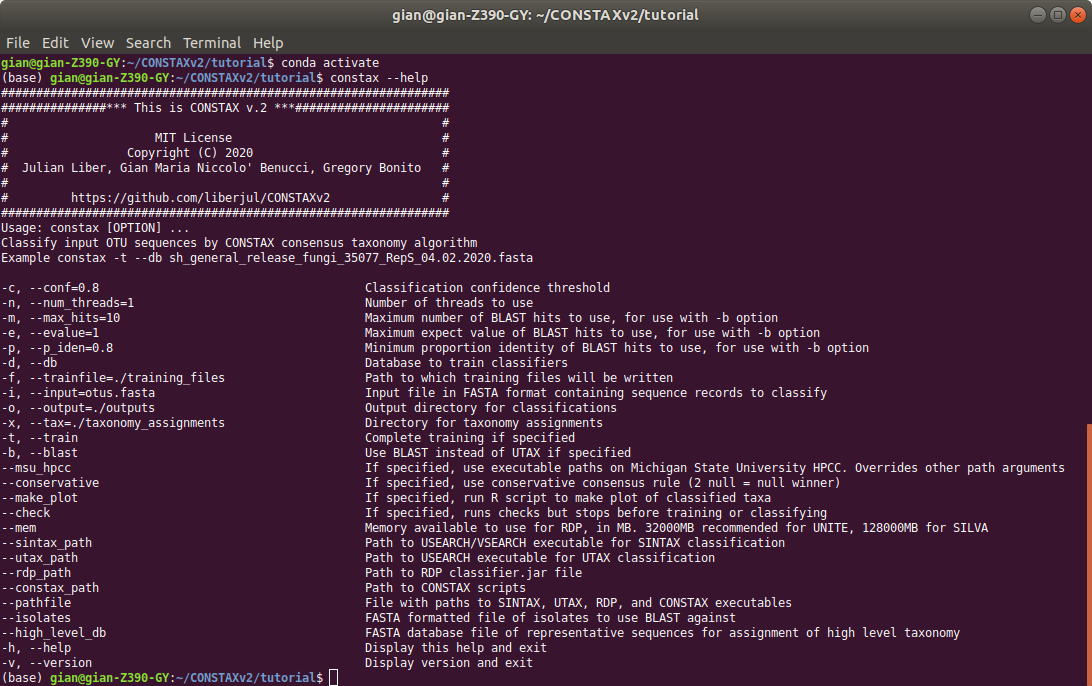 gian@gian-Z390-GY: ~/CONSTAXv2/tutorial
File Edit View Search Terminal Help
gian@gian-Z390-GY:~/CONSTAXv2/tutorial$ conda activate
(base) gian@gian-Z390-GY:~/CONSTAXv2/tutorial$ constax --help
################################################################
###############*** This is CONSTAX v.2 ***######################
#                                                              #
#                     MIT License                              #
#                 Copyright (C) 2020                           #
#  Julian Liber, Gian Maria Niccolo' Benucci, Gregory Bonito   #
#                                                              #
#         https://github.com/liberjul/CONSTAXv2                #
################################################################
Usage: constax [OPTION] ...
Classify input OTU sequences by CONSTAX consensus taxonomy algorithm
Example constax -t --db sh_general_release_fungi_35077_RepS_04.02.2020.fasta
-c, --conf=0.8                                      Classification confidence threshold
-n, --num_threads=1                                 Number of threads to use
-m, --max_hits=10                                   Maximum number of BLAST hits to use, for use with -b option
-e, --evalue=1                                      Maximum expect value of BLAST hits to use, for use with -b option
-p, --p_iden=0.8                                    Minimum proportion identity of BLAST hits to use, for use with -b option
-d, --db                                            Database to train classifiers
-f, --trainfile=./training_files                    Path to which training files will be written
-i, --input=otus.fasta                              Input file in FASTA format containing sequence records to classify
-o, --output=./outputs                              Output directory for classifications
-x, --tax=./taxonomy_assignments                    Directory for taxonomy assignments
-t, --train                                         Complete training if specified
-b, --blast                                         Use BLAST instead of UTAX if specified
--msu_hpcc                                          If specified, use executable paths on Michigan State University HPCC. Overrides other path arguments
--conservative                                      If specified, use conservative consensus rule (2 null = null winner)
--make_plot                                         If specified, run R script to make plot of classified taxa
--check                                             If specified, runs checks but stops before training or classifying
--mem                                               Memory available to use for RDP, in MB. 32000MB recommended for UNITE, 128000MB for SILVA
--sintax_path                                       Path to USEARCH/VSEARCH executable for SINTAX classification
--utax_path                                         Path to USEARCH executable for UTAX classification
--rdp_path                                          Path to RDP classifier.jar file
--constax_path                                      Path to CONSTAX scripts
--pathfile                                          File with paths to SINTAX, UTAX, RDP, and CONSTAX executables
--isolates                                          FASTA formatted file of isolates to use BLAST against
--high_level_db                                     FASTA database file of representative sequences for assignment of high level taxonomy
-h, --help                                          Display this help and exit
-v, --version                                       Display version and exit
(base) gian@gian-Z390-GY:~/CONSTAXv2/tutorial$